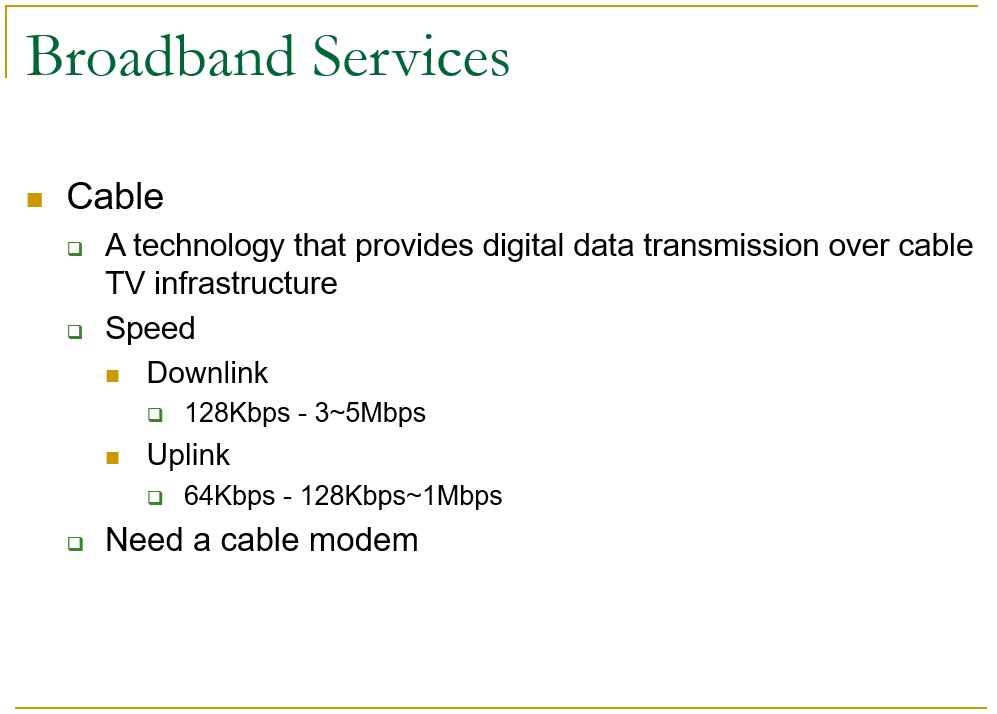 Broadband Services
Cable
A technology that provides digital data transmission over cable
TV infrastructure
Speed
Downlink
128Kbps - 3~5Mbps
Uplink
64Kbps - 128Kbps~1Mbps
Need a cable modem